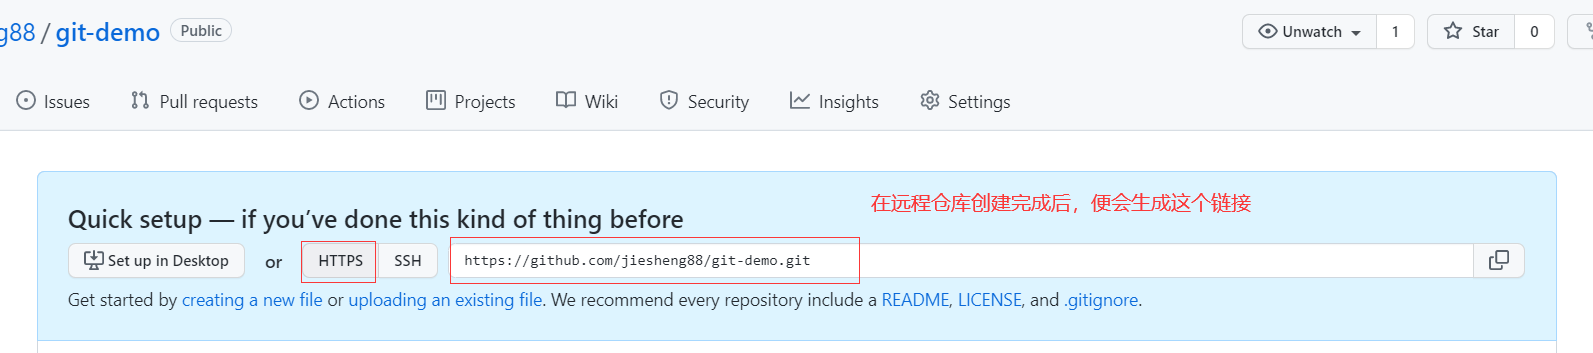 g88 / git-demo Public Unwatch 1 Star 0
Issues Pull requests Actions Projects Wiki Security Insights Settings
在远程仓库创建完成后，便会生成这个链接
Quick setup — if you’ve done this kind of thing before
Set up in Desktop or HTTPS SSH https://github.com/jiesheng88/git-demo.git
Get started by creating a new file or uploading an existing file. We recommend every repository include a README, LICENSE, and .gitignore.